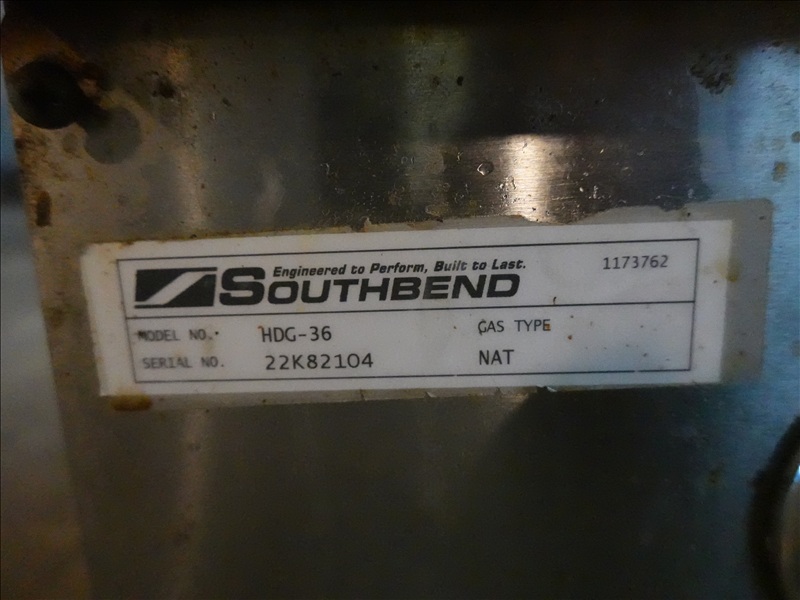 Engineered to Perform, Built to Last.
SOUTHBEND
1173762
MODEL NO. HDG-36 GAS TYPE
SERIAL NO. 22K82104 NAT